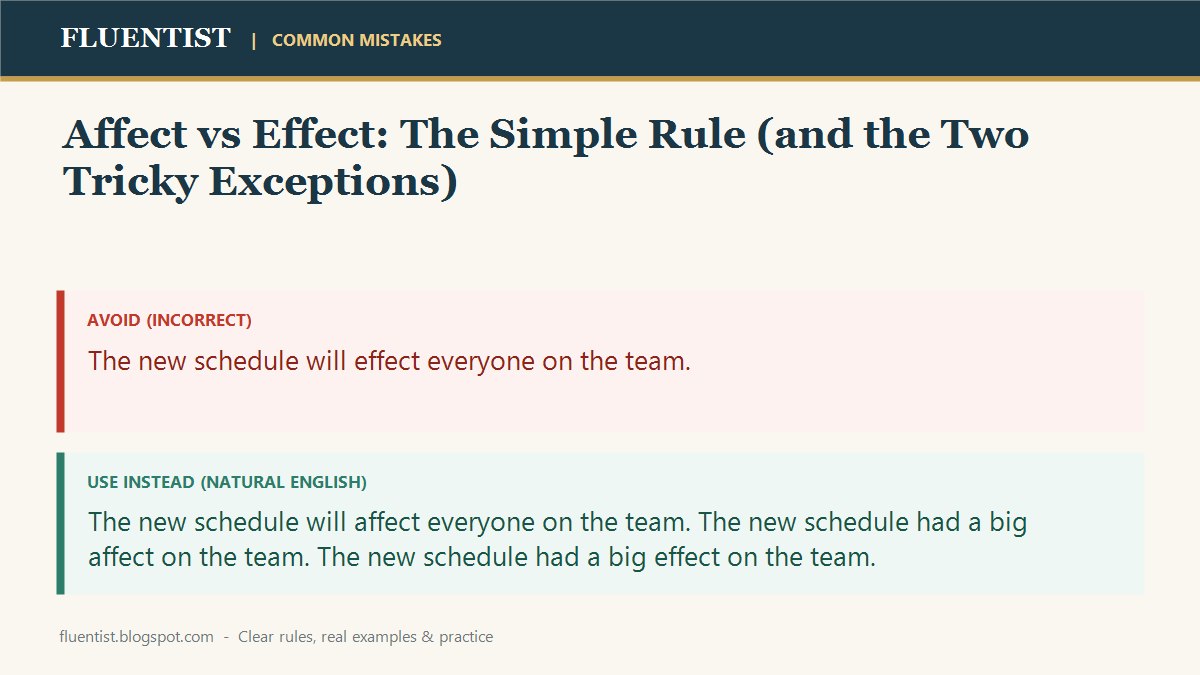 FLUENTIST | COMMON MISTAKES
Affect vs Effect: The Simple Rule (and the Two
Tricky Exceptions)
AVOID (INCORRECT)
The new schedule will effect everyone on the team.
USE INSTEAD (NATURAL ENGLISH)
The new schedule will affect everyone on the team. The new schedule had a big
affect on the team. The new schedule had a big effect on the team.
fluentist.blogspot.com - Clear rules, real examples & practice